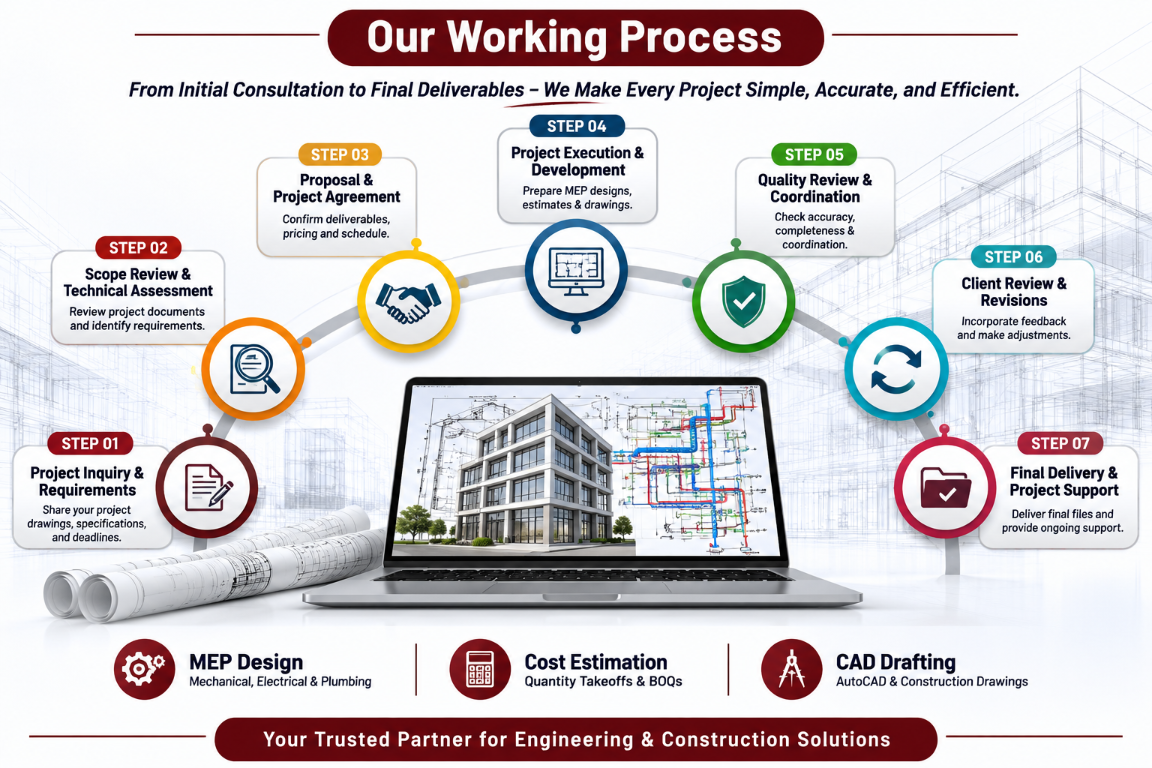 Our Working Process
From Initial Consultation to Final Deliverables – We Make Every Project Simple, Accurate, and Efficient.
STEP 01
Project Inquiry &
Requirements
Share your project
drawings, specifications,
and deadlines.
STEP 02
Scope Review &
Technical Assessment
Review project documents
and identify requirements.
STEP 03
Proposal &
Project Agreement
Confirm deliverables,
pricing and schedule.
STEP 04
Project Execution &
Development
Prepare MEP designs,
estimates & drawings.
STEP 05
Quality Review &
Coordination
Check accuracy,
completeness &
coordination.
STEP 06
Client Review &
Revisions
Incorporate feedback
and make adjustments.
STEP 07
Final Delivery &
Project Support
Deliver final files and
provide ongoing support.
MEP Design
Mechanical, Electrical & Plumbing
Cost Estimation
Quantity Takeoffs & BOQs
CAD Drafting
AutoCAD & Construction Drawings
Your Trusted Partner for Engineering & Construction Solutions